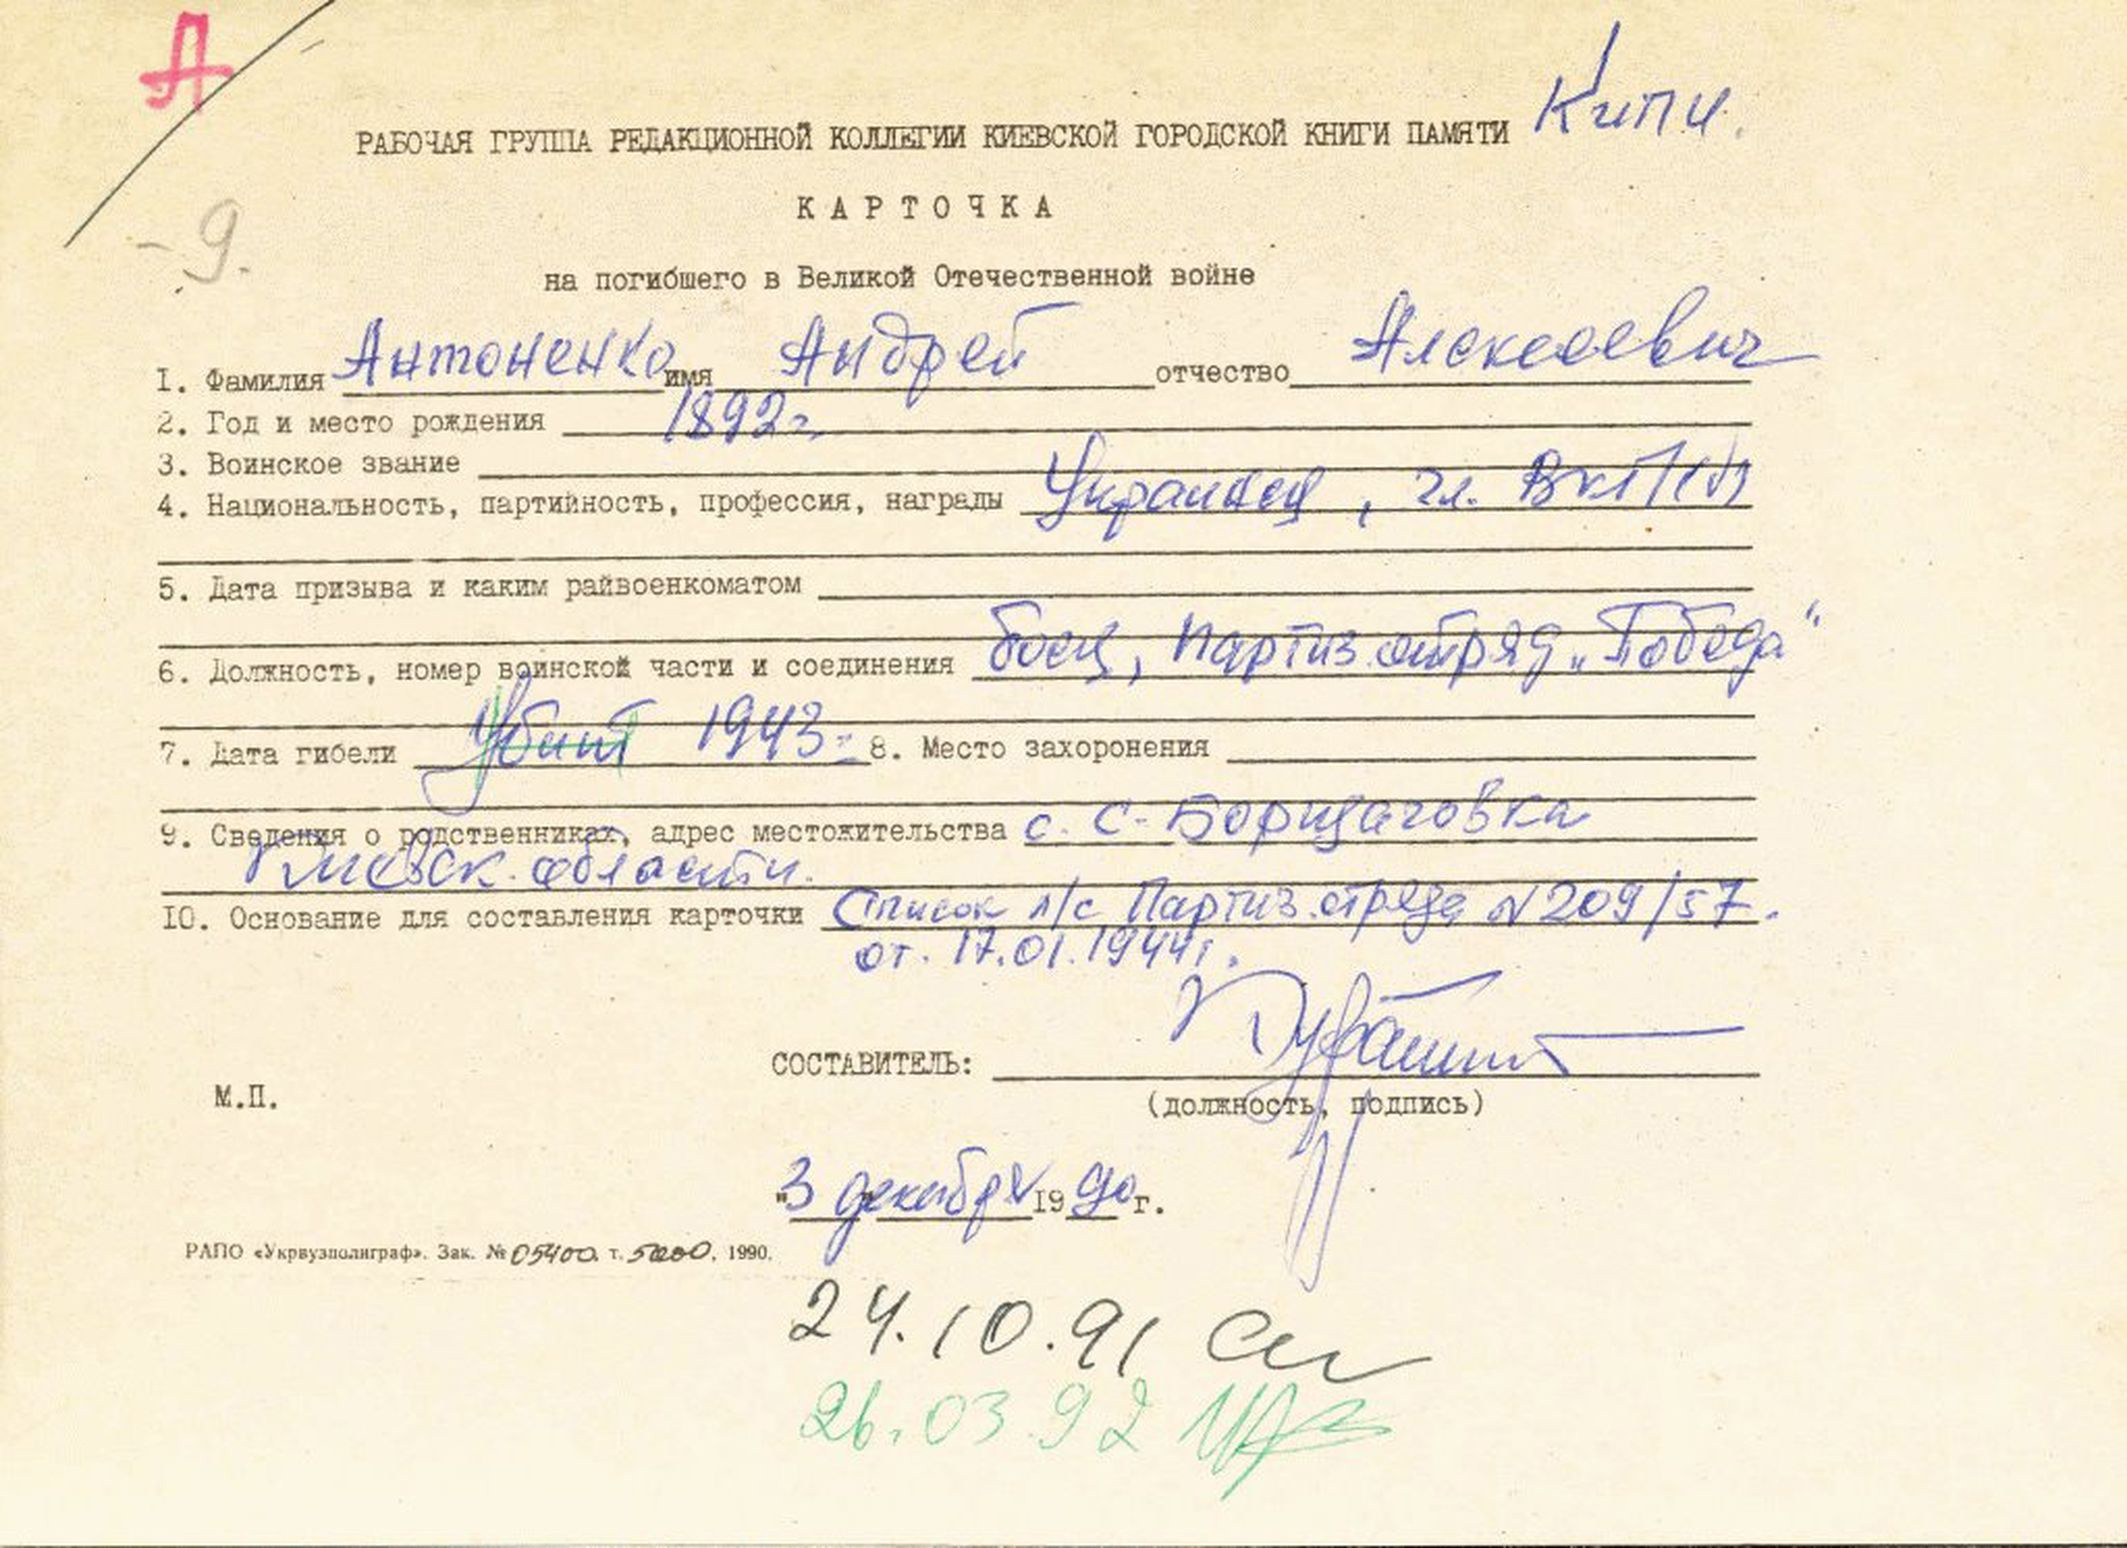 А
РАБОЧАЯ ГРУППА РЕДАКЦИОННОЙ КОЛЛЕГИИ КИЕВСКОЙ ГОРОДСКОЙ КНИГИ ПАМЯТИ
КАРТОЧКА
- 9.
на погибшего в Великой Отечественной войне
1. Фамилия Антоненко имя Андрей отчество Алексеевич
2. Год и место рождения 1892г.
3. Воинское звание
4. Национальность, партийность, профессия, награды Украинец, чл. ВКП(б)
5. Дата призыва и каким райвоенкоматом
6. Должность, номер воинской части и соединения боец, Партиз. отряд „Победа“
7. Дата гибели Убит 1943г. 8. Место захоронения
9. Сведения о родственниках, адрес местожительства с. С-Борщаговка
Киевск. области.
10. Основание для составления карточки Список л/с Партиз. отряда N 209/57.
от. 17.01.1944г.
СОСТАВИТЕЛЬ:
М.П.
(должность, подпись)
"3 декабря 1990 г.
РАПО «Укрвузполиграф». Зак. № 05400. т. 5000. 1990.
24.10.91
26.03.92